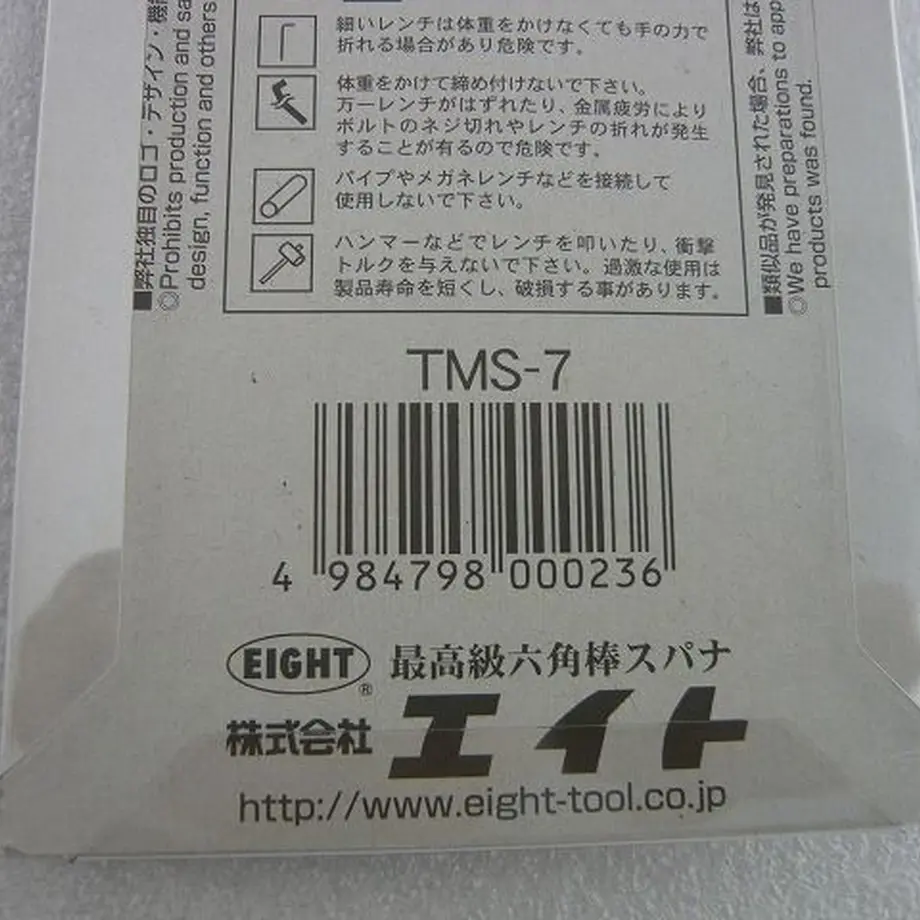 細いレンチは体重をかけなくても手の力で
折れる場合があり危険です。
体重をかけて締め付けないで下さい。
万一レンチがはずれたり、金属疲労により
ボルトのネジ切れやレンチの折れが発生
することが有るので危険です。
パイプやメガネレンチなどを接続して
使用しないで下さい。
ハンマーなどでレンチを叩いたり、衝撃
トルクを与えないで下さい。過激な使用は
製品寿命を短くし、破損する事があります。
■弊社独目のロゴ・デザイン・機
◎Prohibits production and sa
design, function and others
■類似品が発見された場合、弊社は
◎We have preparations to app
products was found.
TMS-7
4 984798 000236
EIGHT® 最高級六角棒スパナ
株式会社 エイト
http://www.eight-tool.co.jp